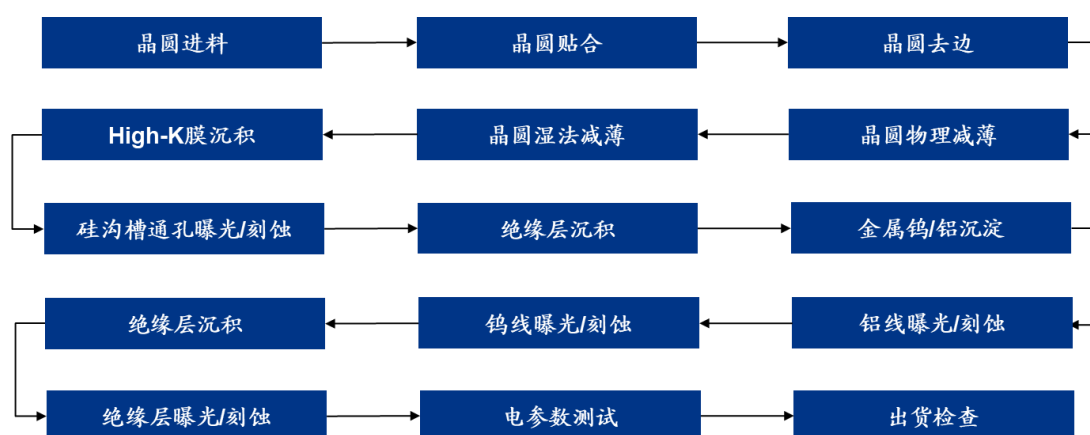 晶圆进料
晶圆贴合
晶圆去边
晶圆物理减薄
晶圆湿法减薄
High-K膜沉积
硅沟槽通孔曝光/刻蚀
绝缘层沉积
金属钨/铝沉淀
铝线曝光/刻蚀
钨线曝光/刻蚀
绝缘层沉积
绝缘层曝光/刻蚀
电参数测试
出货检查